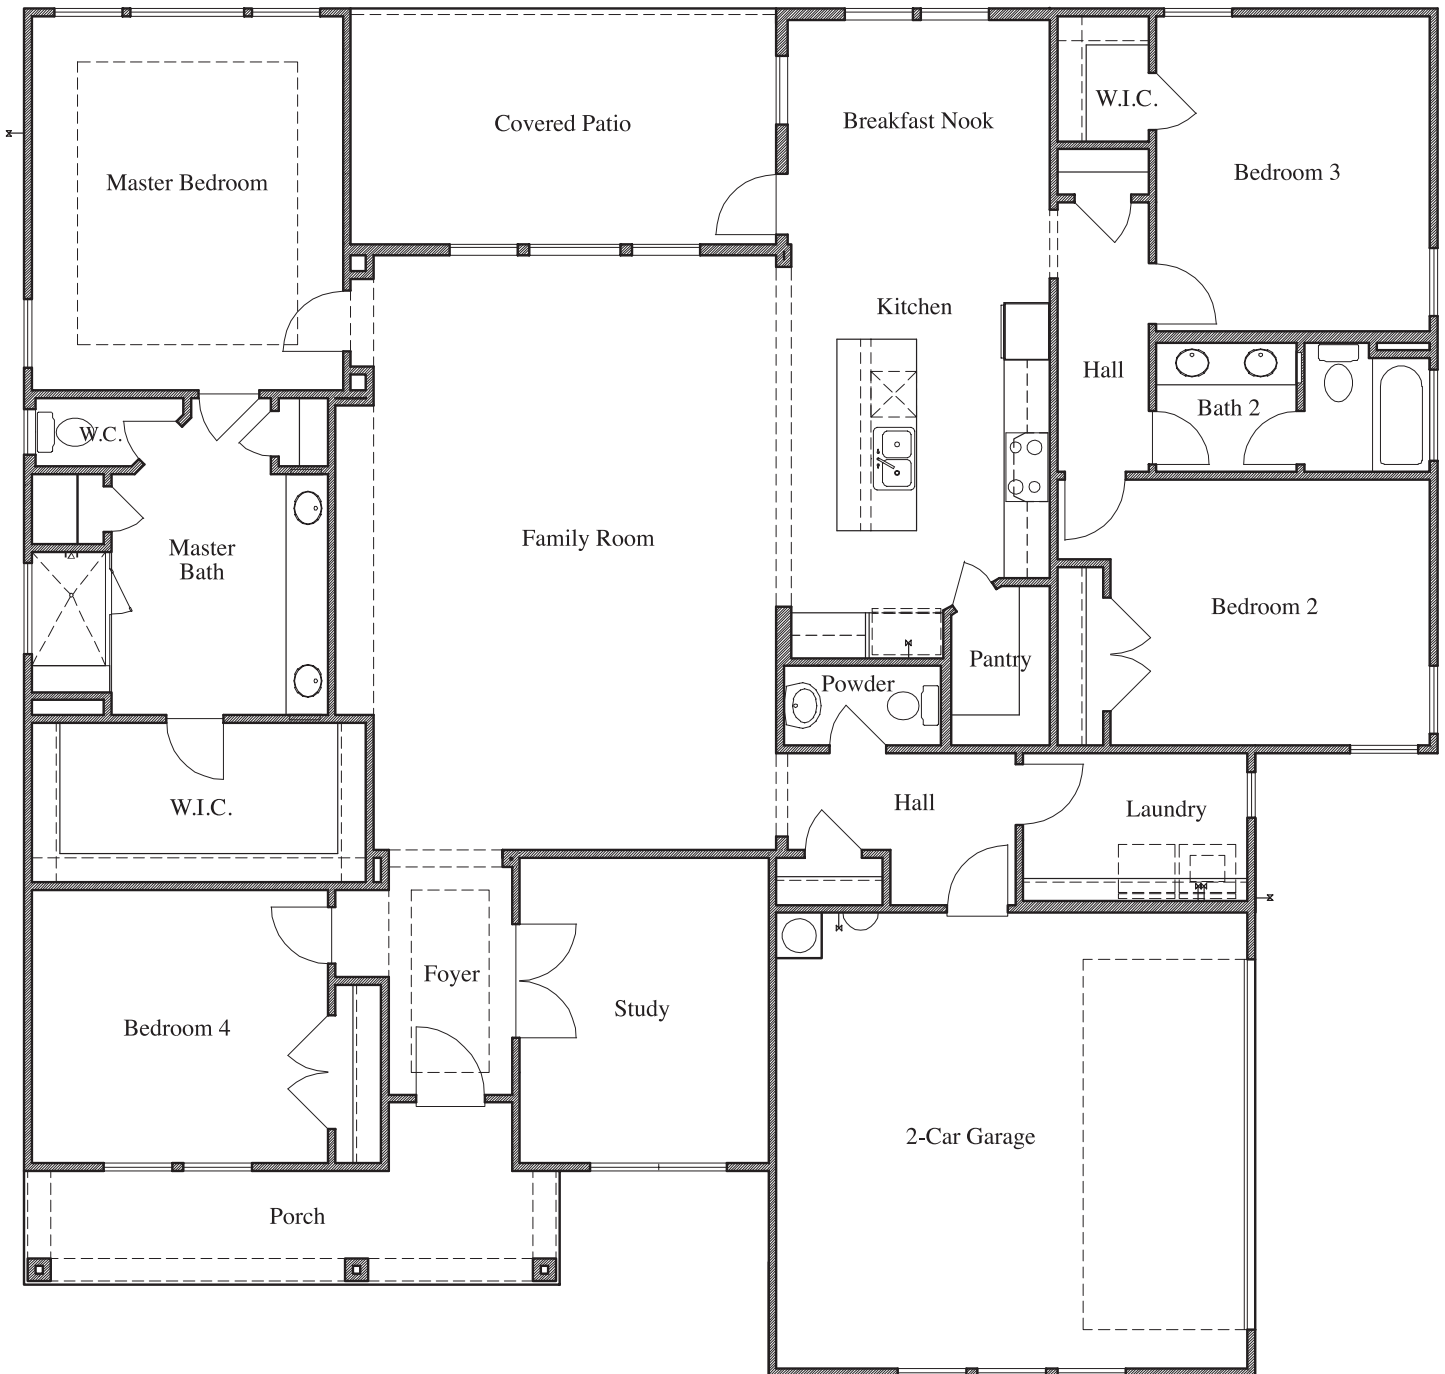 W.I.C.
Covered Patio
Breakfast Nook
Bedroom 3
Master Bedroom
Kitchen
Hall
Bath 2
W.C.
Family Room
Master
Bath
Bedroom 2
Pantry
Powder
W.I.C.
Hall
Laundry
Foyer
Study
Bedroom 4
2-Car Garage
Porch